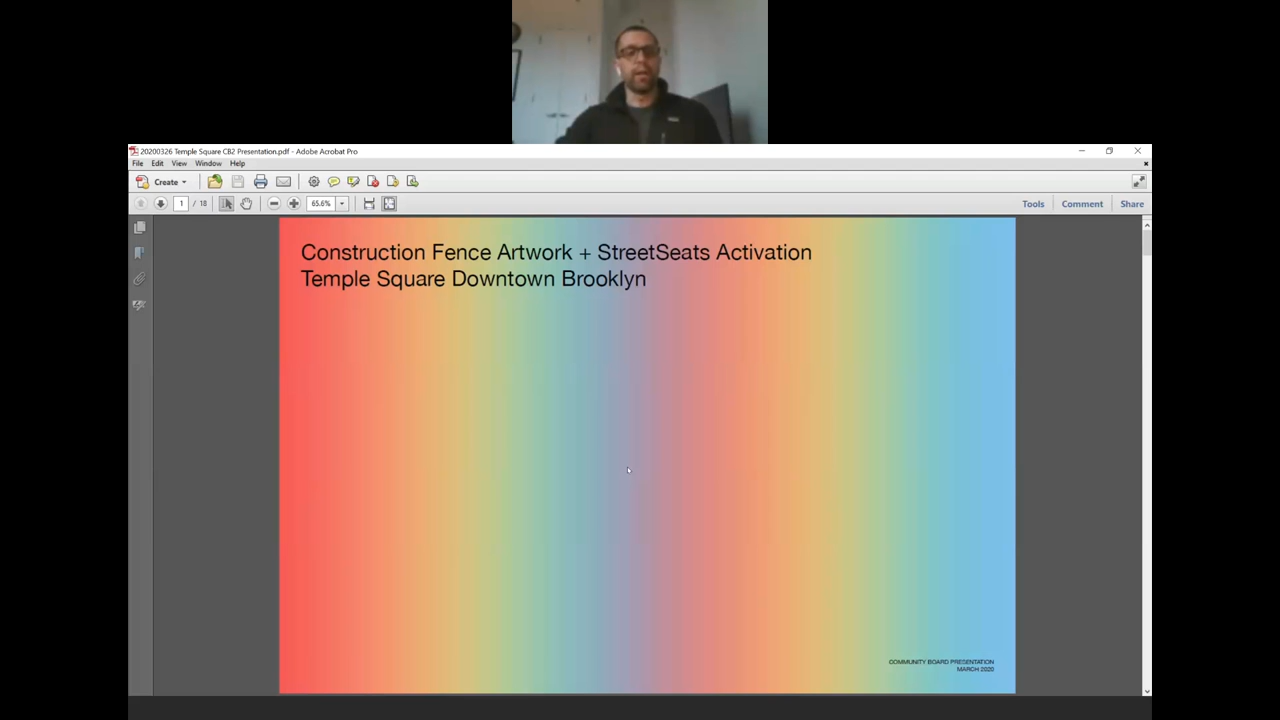 20200326 Temple Square CB2 Presentation.pdf - Adobe Acrobat Pro
File Edit View Window Help
Create
1 / 18 65.6% Tools Comment Share
Construction Fence Artwork + StreetSeats Activation
Temple Square Downtown Brooklyn
COMMUNITY BOARD PRESENTATION
MARCH 2020